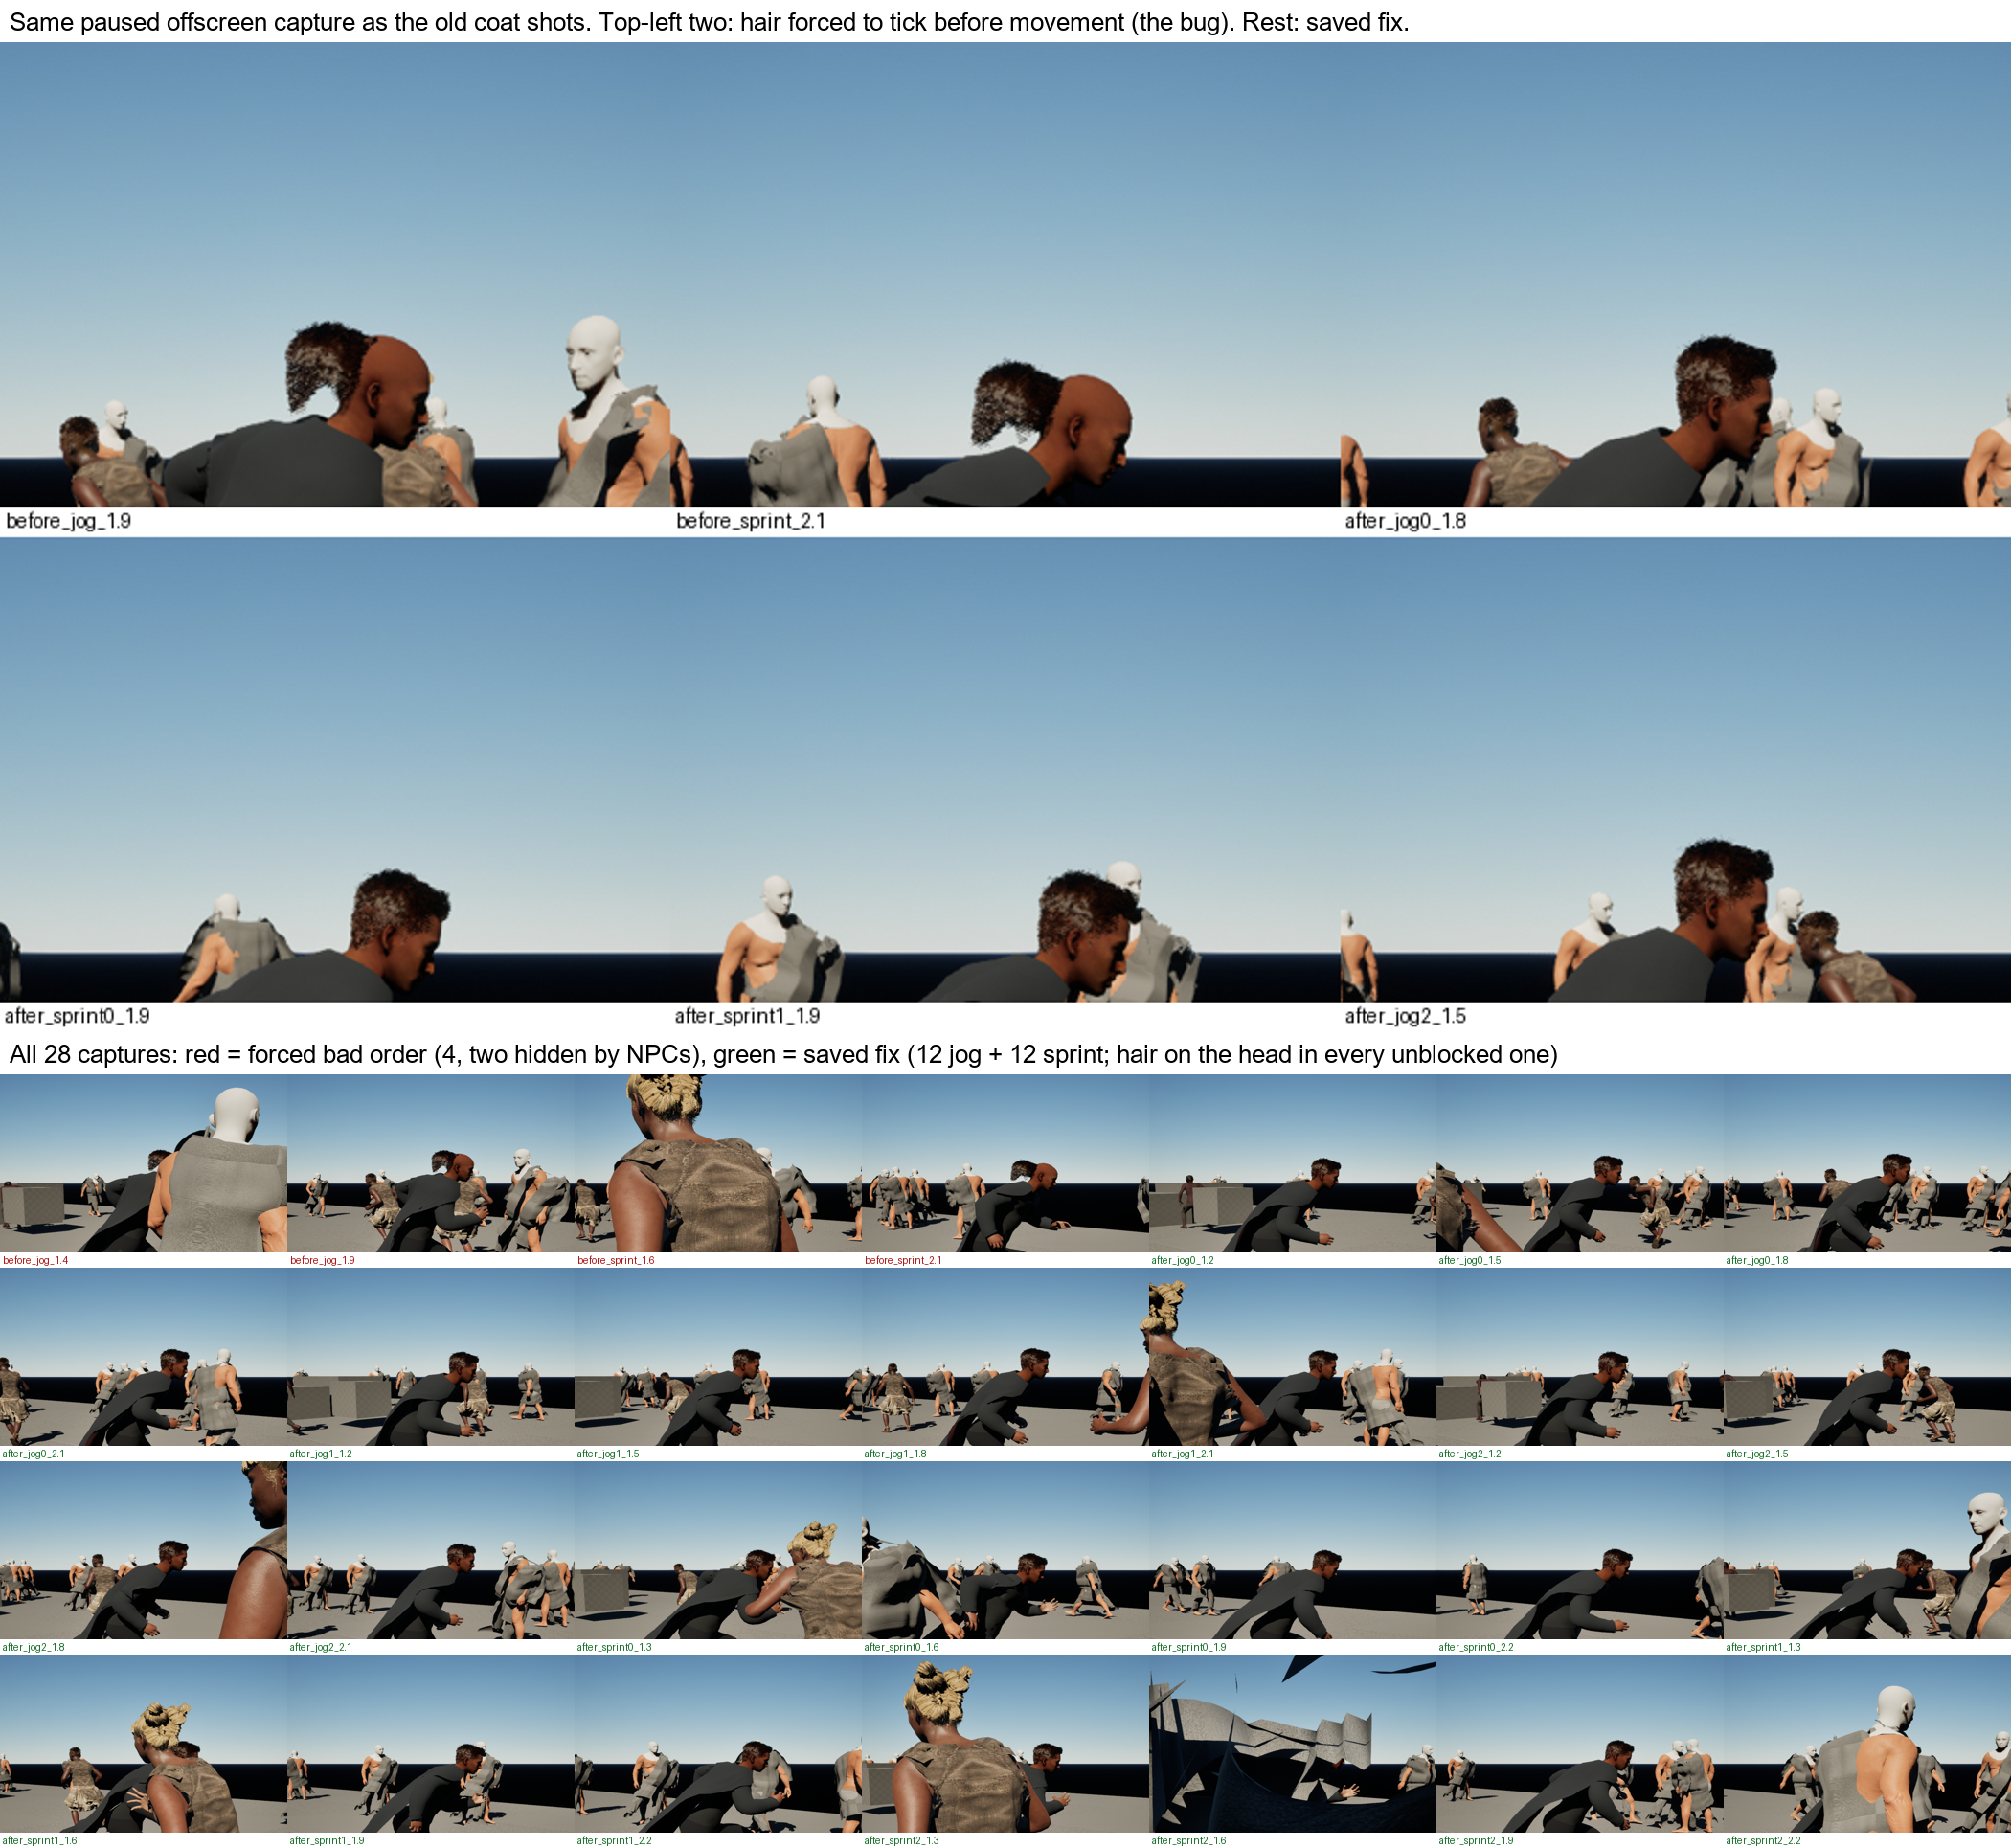 Same paused offscreen capture as the old coat shots. Top-left two: hair forced to tick before movement (the bug). Rest: saved fix.
before_jog_1.9
before_sprint_2.1
after_jog0_1.8
after_sprint0_1.9
after_sprint1_1.9
after_jog2_1.5
All 28 captures: red = forced bad order (4, two hidden by NPCs), green = saved fix (12 jog + 12 sprint; hair on the head in every unblocked one)
before_jog_1.4
before_jog_1.9
before_sprint_1.6
before_sprint_2.1
after_jog0_1.2
after_jog0_1.5
after_jog0_1.8
after_jog0_2.1
after_jog1_1.2
after_jog1_1.5
after_jog1_1.8
after_jog1_2.1
after_jog2_1.2
after_jog2_1.5
after_jog2_1.8
after_jog2_2.1
after_sprint0_1.3
after_sprint0_1.6
after_sprint0_1.9
after_sprint0_2.2
after_sprint1_1.3
after_sprint1_1.6
after_sprint1_1.9
after_sprint1_2.2
after_sprint2_1.3
after_sprint2_1.6
after_sprint2_1.9
after_sprint2_2.2